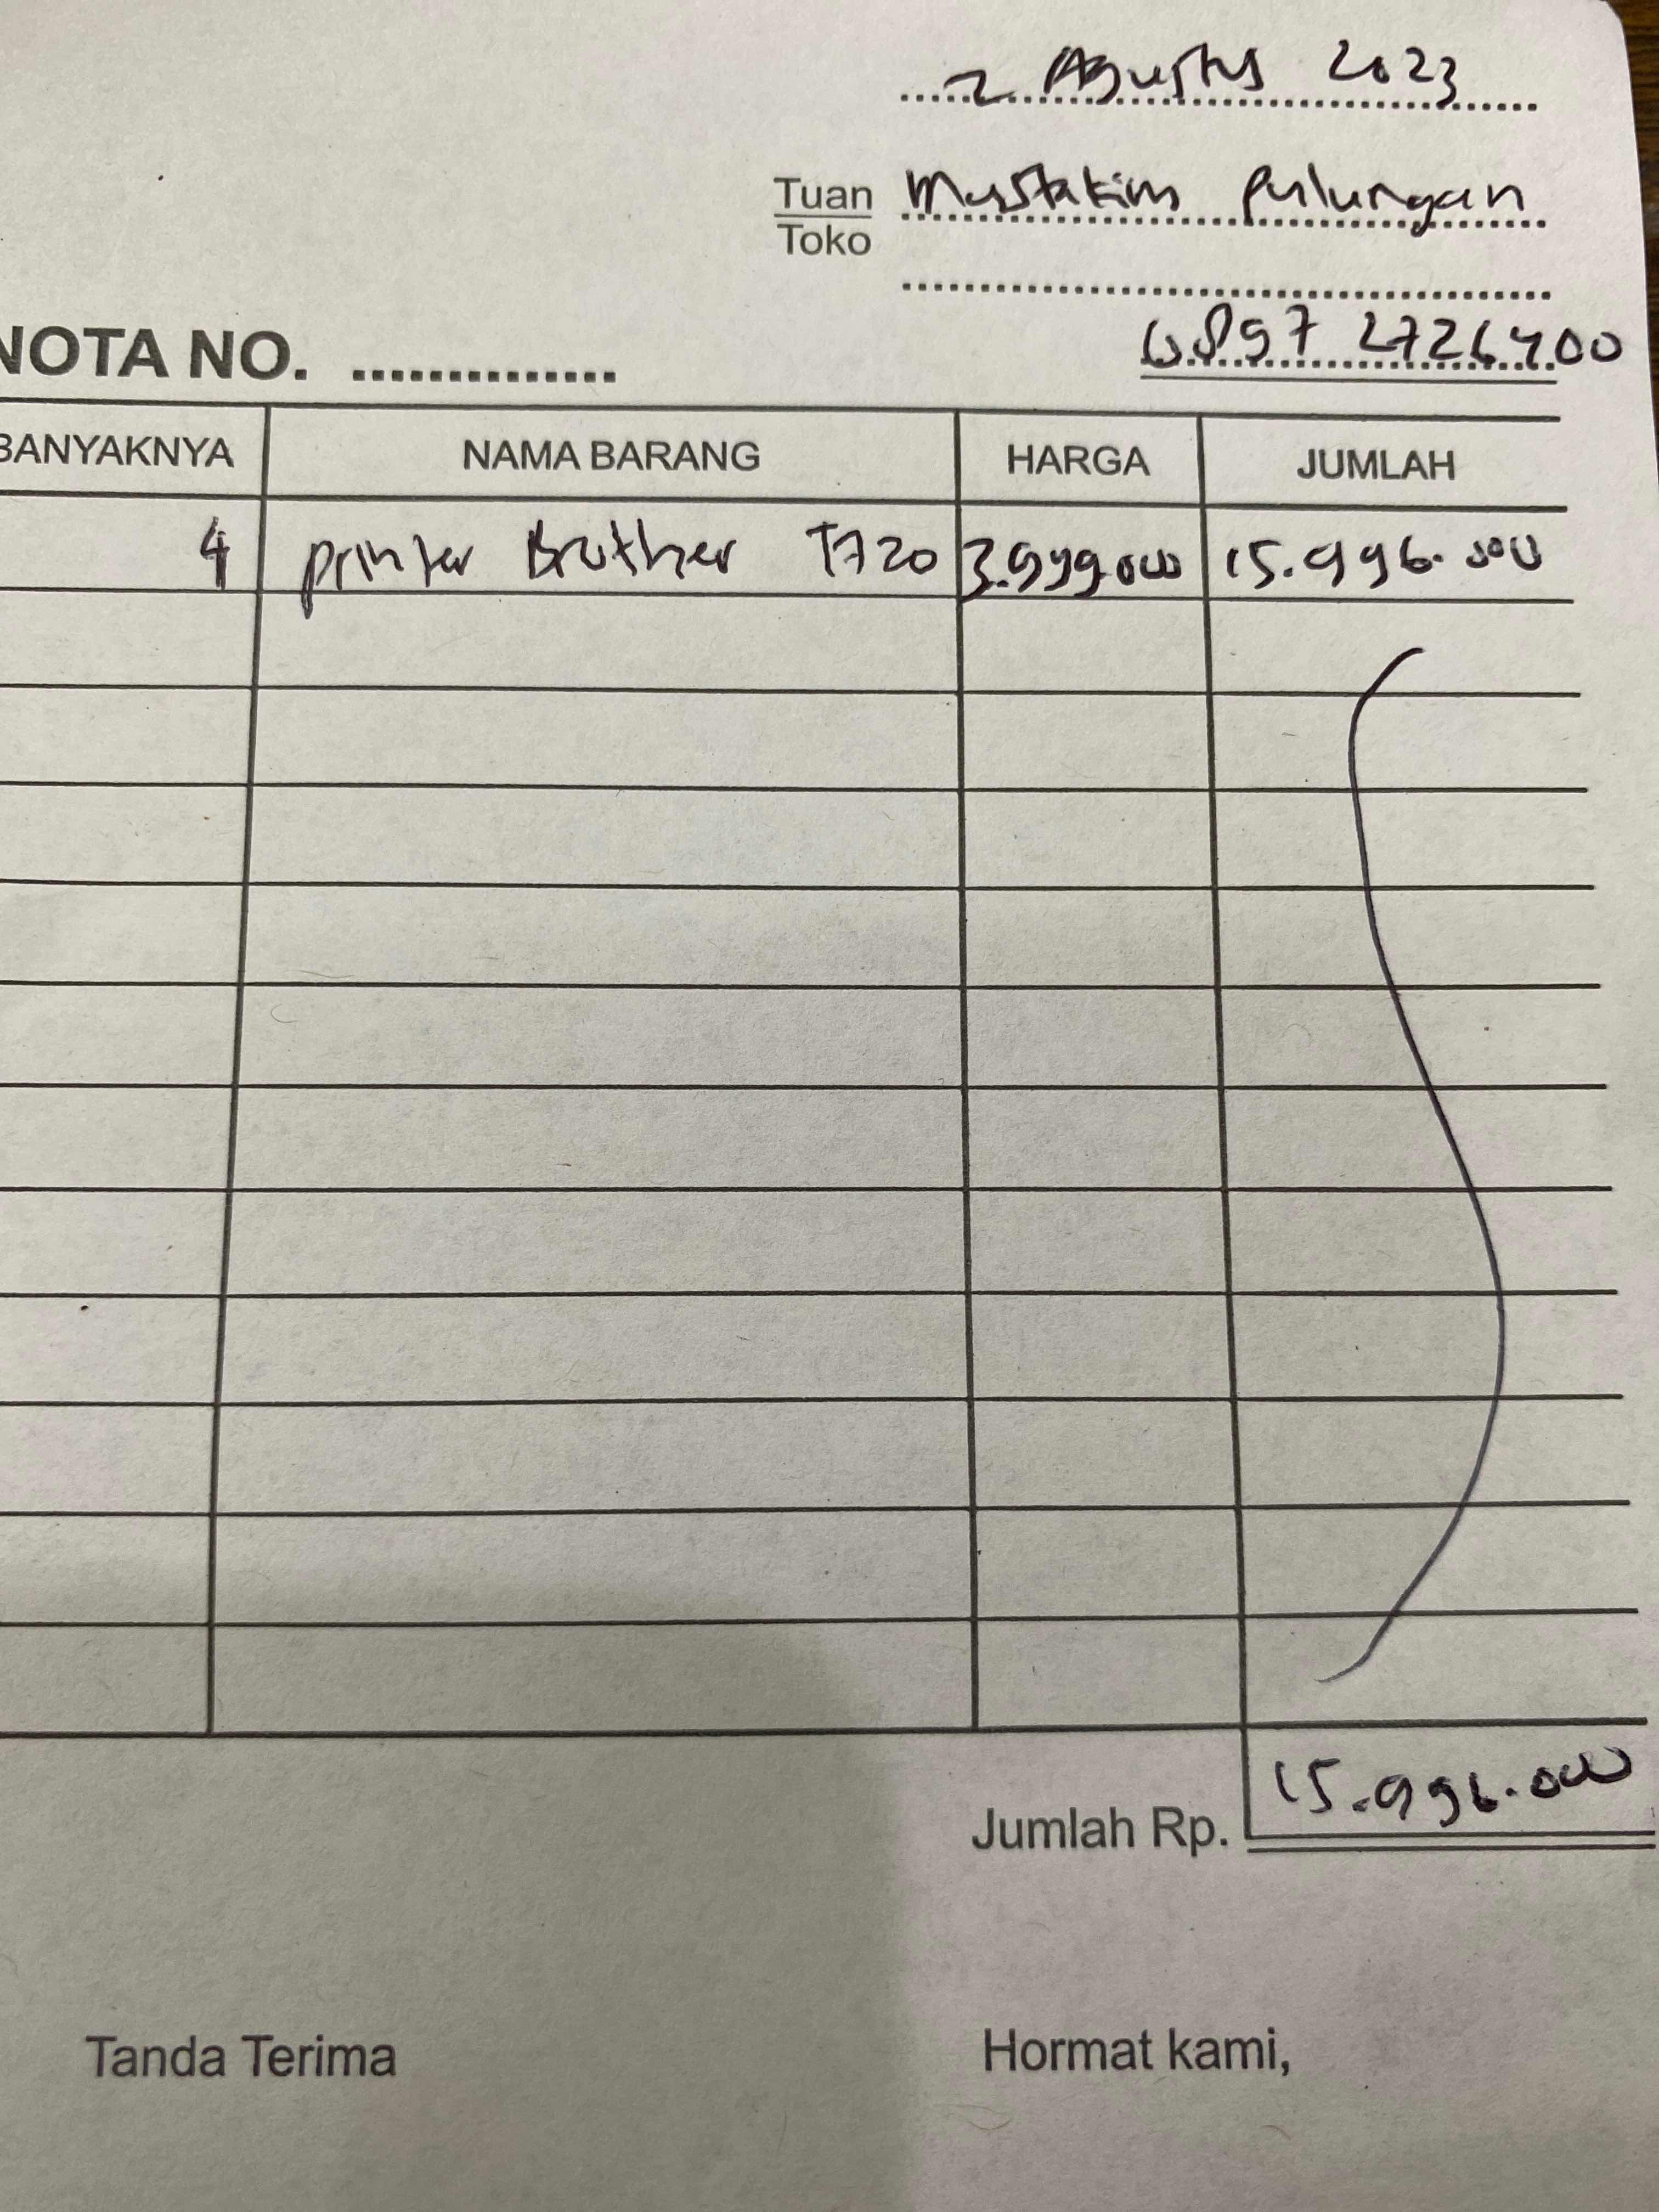 2 Agustus 2023
Tuan Mustakim Pulungan
Toko
0897 2726400
NOTA NO. ...............
BANYAKNYA NAMA BARANG HARGA JUMLAH
4 printer Brother T720 3.999.000 15.996.000
Jumlah Rp. 15.996.000
Tanda Terima Hormat kami,